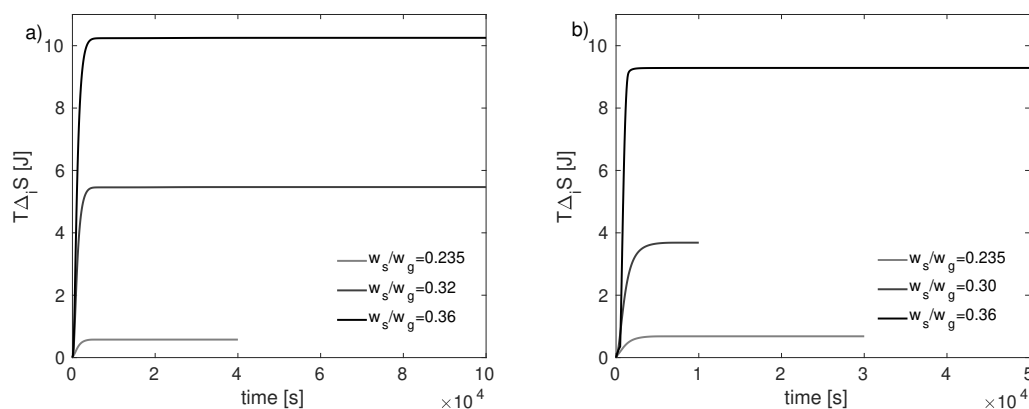 a)
10
8
6
4
2
0
TΔ_iS [J]
w_s/w_g=0.235
w_s/w_g=0.32
w_s/w_g=0.36
0 2 4 6 8 10
time [s]
×10^4
b)
10
8
6
4
2
0
TΔ_iS [J]
w_s/w_g=0.235
w_s/w_g=0.30
w_s/w_g=0.36
0 1 2 3 4 5
time [s]
×10^4